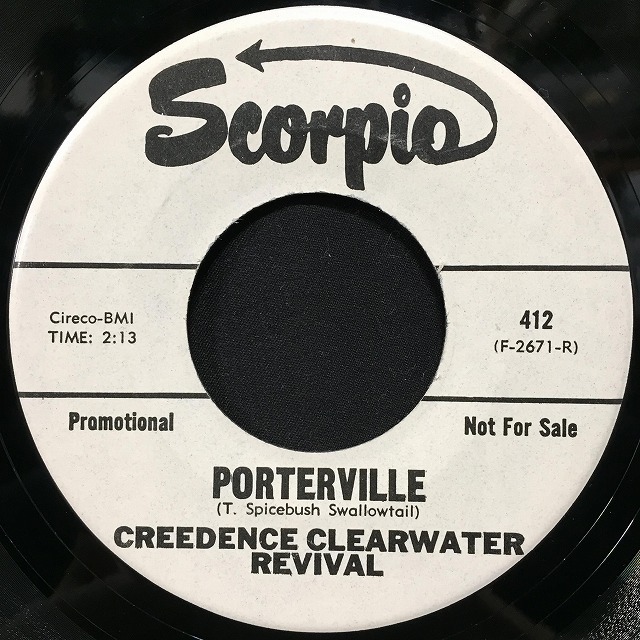 Scorpio
Cireco-BMI
TIME: 2:13
412
(F-2671-R)
Promotional
Not For Sale
PORTERVILLE
(T. Spicebush Swallowtail)
CREEDENCE CLEARWATER
REVIVAL